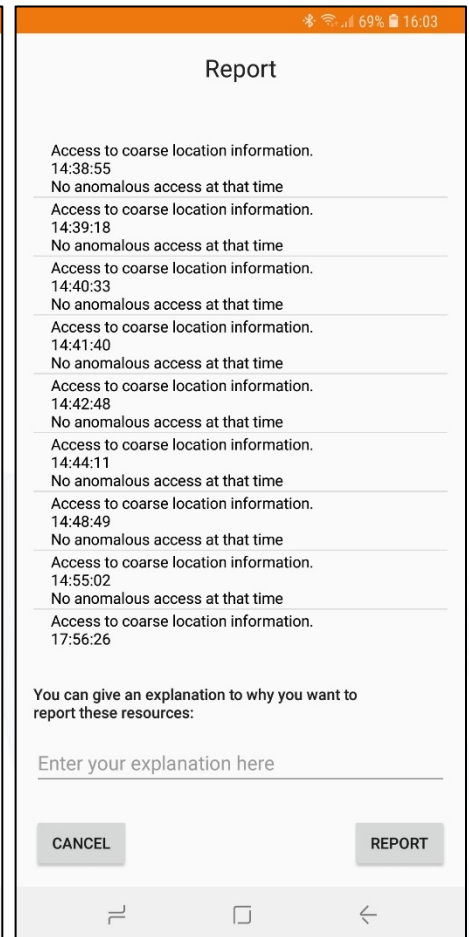 69% 16:03
Report
Access to coarse location information.
14:38:55
No anomalous access at that time
Access to coarse location information.
14:39:18
No anomalous access at that time
Access to coarse location information.
14:40:33
No anomalous access at that time
Access to coarse location information.
14:41:40
No anomalous access at that time
Access to coarse location information.
14:42:48
No anomalous access at that time
Access to coarse location information.
14:44:11
No anomalous access at that time
Access to coarse location information.
14:48:49
No anomalous access at that time
Access to coarse location information.
14:55:02
No anomalous access at that time
Access to coarse location information.
17:56:26
You can give an explanation to why you want to
report these resources:
Enter your explanation here
CANCEL REPORT